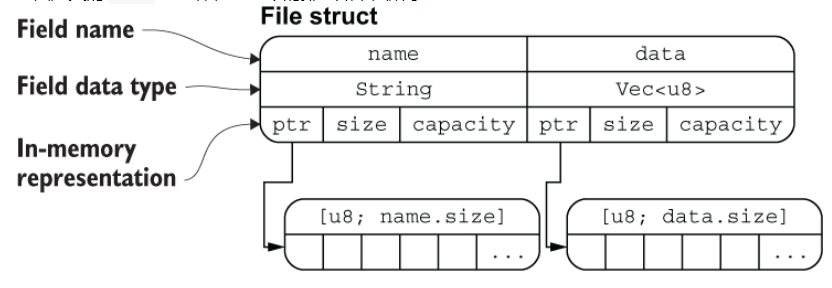 File struct
Field name
name data
Field data type
String Vec<u8>
ptr size capacity ptr size capacity
In-memory
representation
[u8; name.size] [u8; data.size]
... ...